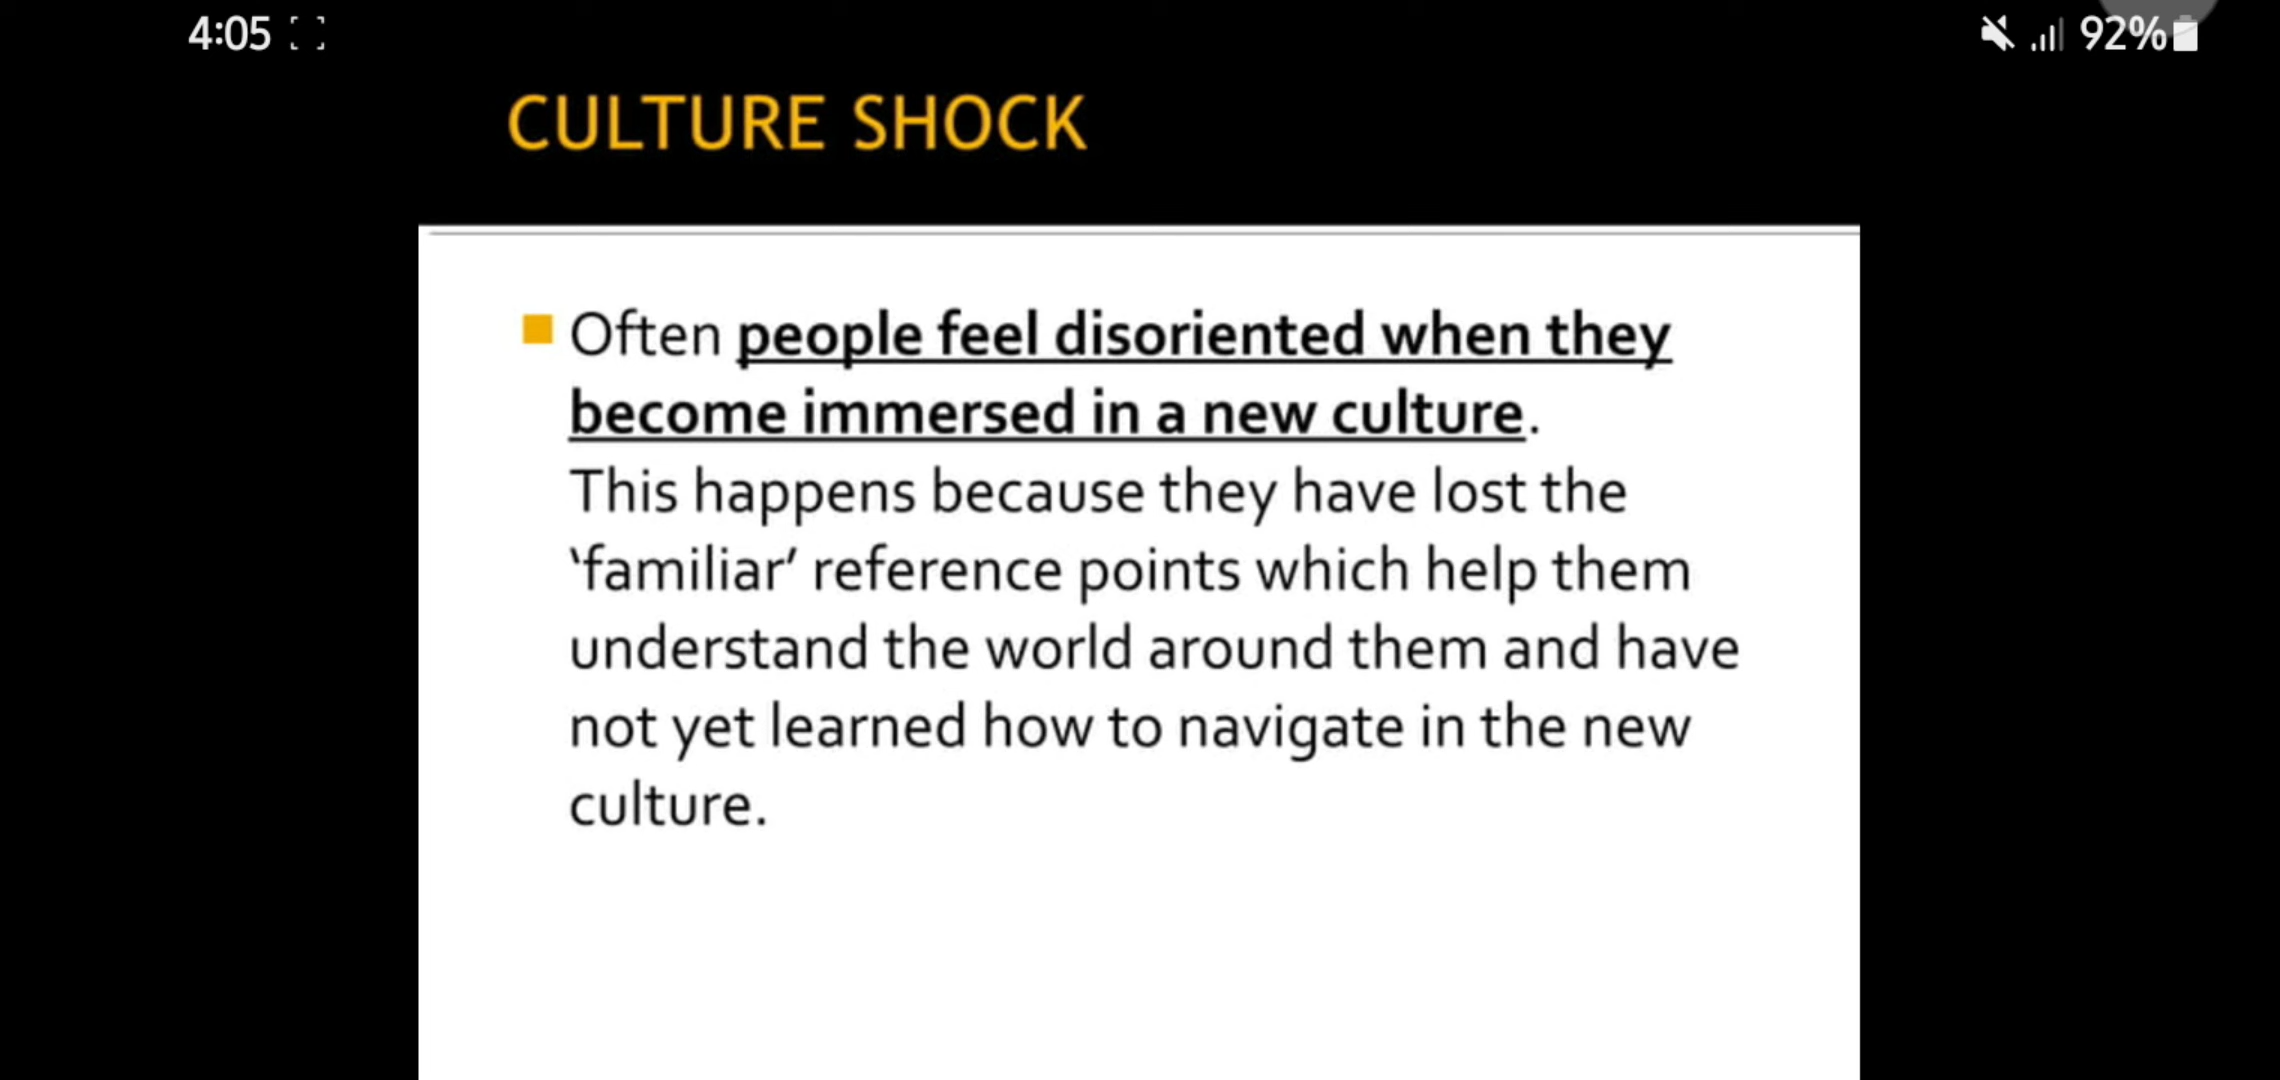 4:05
92%
CULTURE SHOCK
Often people feel disoriented when they
become immersed in a new culture.
This happens because they have lost the
‘familiar’ reference points which help them
understand the world around them and have
not yet learned how to navigate in the new
culture.